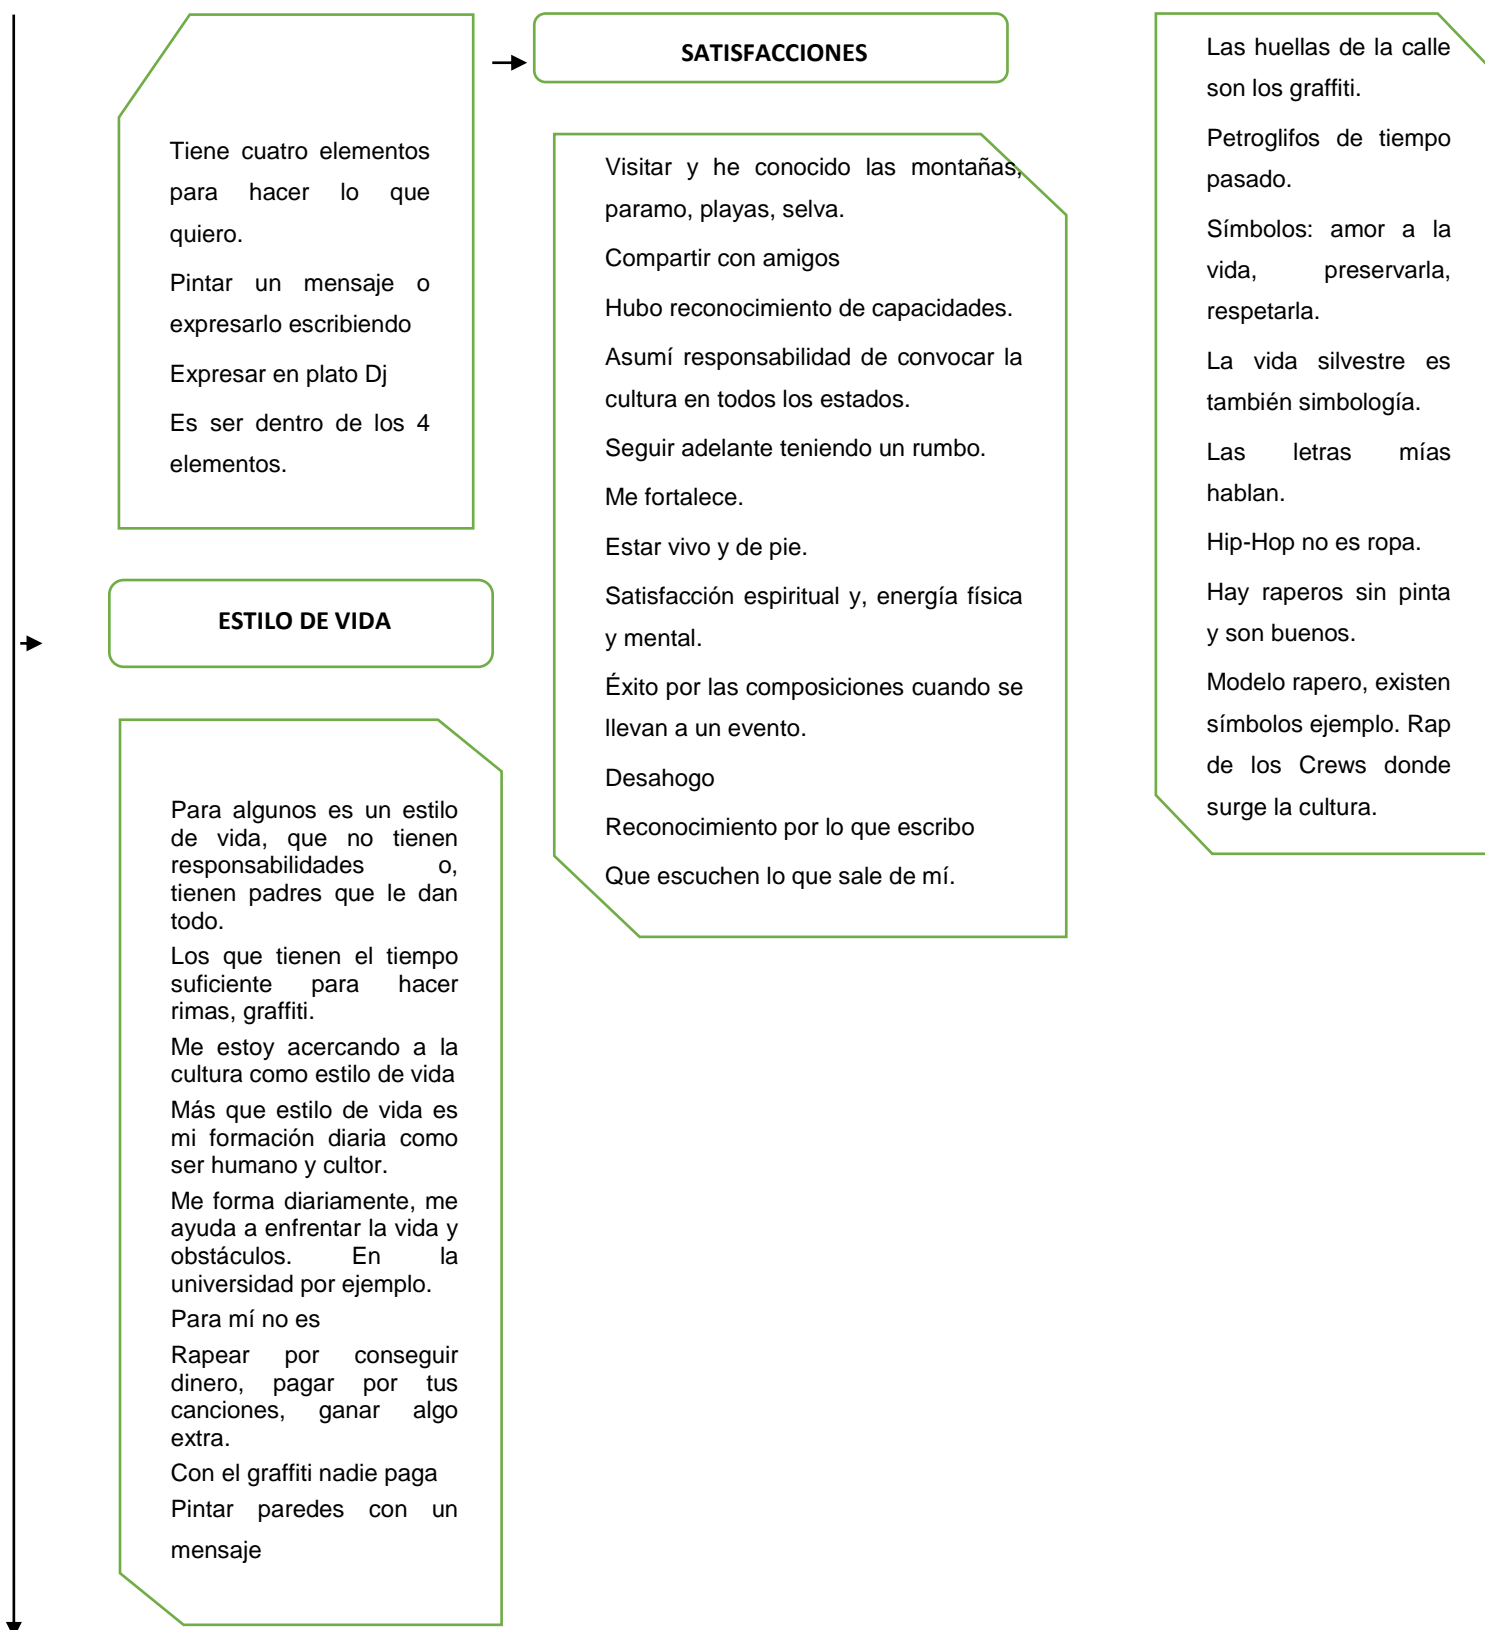 Tiene cuatro elementos
para hacer lo que
quiero.
Pintar un mensaje o
expresarlo escribiendo
Expresar en plato Dj
Es ser dentro de los 4
elementos.
ESTILO DE VIDA
Para algunos es un estilo
de vida, que no tienen
responsabilidades o,
tienen padres que le dan
todo.
Los que tienen el tiempo
suficiente para hacer
rimas, graffiti.
Me estoy acercando a la
cultura como estilo de vida
Más que estilo de vida es
mi formación diaria como
ser humano y cultor.
Me forma diariamente, me
ayuda a enfrentar la vida y
obstáculos. En la
universidad por ejemplo.
Para mí no es
Rapear por conseguir
dinero, pagar por tus
canciones, ganar algo
extra.
Con el graffiti nadie paga
Pintar paredes con un
mensaje
SATISFACCIONES
Visitar y he conocido las montañas,
paramo, playas, selva.
Compartir con amigos
Hubo reconocimiento de capacidades.
Asumí responsabilidad de convocar la
cultura en todos los estados.
Seguir adelante teniendo un rumbo.
Me fortalece.
Estar vivo y de pie.
Satisfacción espiritual y, energía física
y mental.
Éxito por las composiciones cuando se
llevan a un evento.
Desahogo
Reconocimiento por lo que escribo
Que escuchen lo que sale de mí.
Las huellas de la calle
son los graffiti.
Petroglifos de tiempo
pasado.
Símbolos: amor a la
vida, preservarla,
respetarla.
La vida silvestre es
también simbología.
Las letras mías
hablan.
Hip-Hop no es ropa.
Hay raperos sin pinta
y son buenos.
Modelo rapero, existen
símbolos ejemplo. Rap
de los Crews donde
surge la cultura.